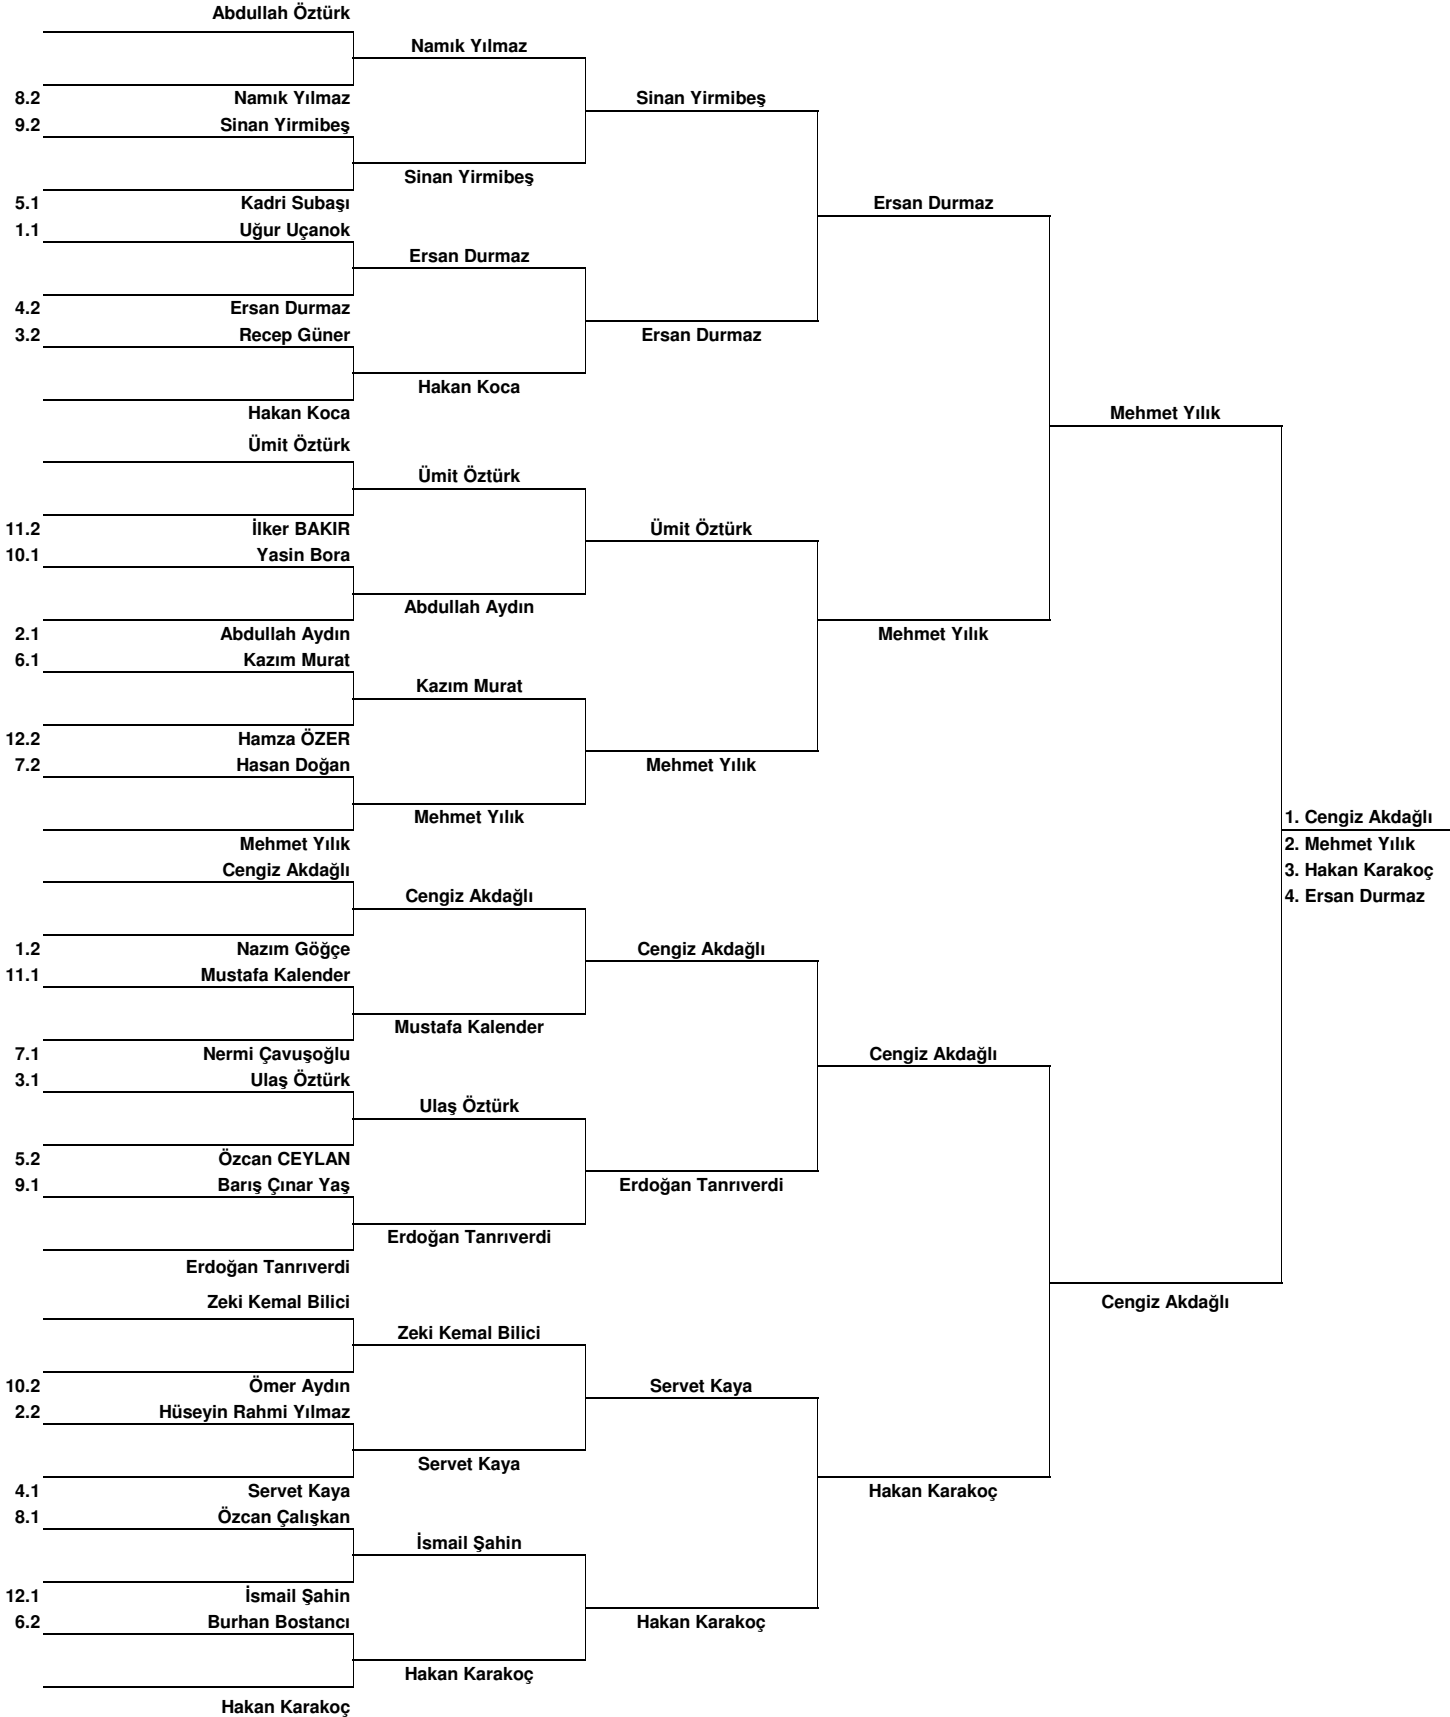 Abdullah Öztürk
Namık Yılmaz
8.2 Namık Yılmaz Sinan Yirmibeş
9.2 Sinan Yirmibeş
Sinan Yirmibeş
5.1 Kadri Subaşı Ersan Durmaz
1.1 Uğur Uçanok
Ersan Durmaz
4.2 Ersan Durmaz
3.2 Recep Güner Ersan Durmaz
Hakan Koca
Hakan Koca Mehmet Yılık
Ümit Öztürk
Ümit Öztürk
11.2 İlker BAKIR Ümit Öztürk
10.1 Yasin Bora
Abdullah Aydın
2.1 Abdullah Aydın Mehmet Yılık
6.1 Kazım Murat
Kazım Murat
12.2 Hamza ÖZER
7.2 Hasan Doğan Mehmet Yılık
Mehmet Yılık 1. Cengiz Akdağlı
Mehmet Yılık 2. Mehmet Yılık
Cengiz Akdağlı 3. Hakan Karakoç
Cengiz Akdağlı 4. Ersan Durmaz
1.2 Nazım Göğçe Cengiz Akdağlı
11.1 Mustafa Kalender
Mustafa Kalender
7.1 Nermi Çavuşoğlu Cengiz Akdağlı
3.1 Ulaş Öztürk
Ulaş Öztürk
5.2 Özcan CEYLAN
9.1 Barış Çınar Yaş Erdoğan Tanrıverdi
Erdoğan Tanrıverdi
Erdoğan Tanrıverdi
Zeki Kemal Bilici Cengiz Akdağlı
Zeki Kemal Bilici
10.2 Ömer Aydın Servet Kaya
2.2 Hüseyin Rahmi Yılmaz
Servet Kaya
4.1 Servet Kaya Hakan Karakoç
8.1 Özcan Çalışkan
İsmail Şahin
12.1 İsmail Şahin
6.2 Burhan Bostancı Hakan Karakoç
Hakan Karakoç
Hakan Karakoç